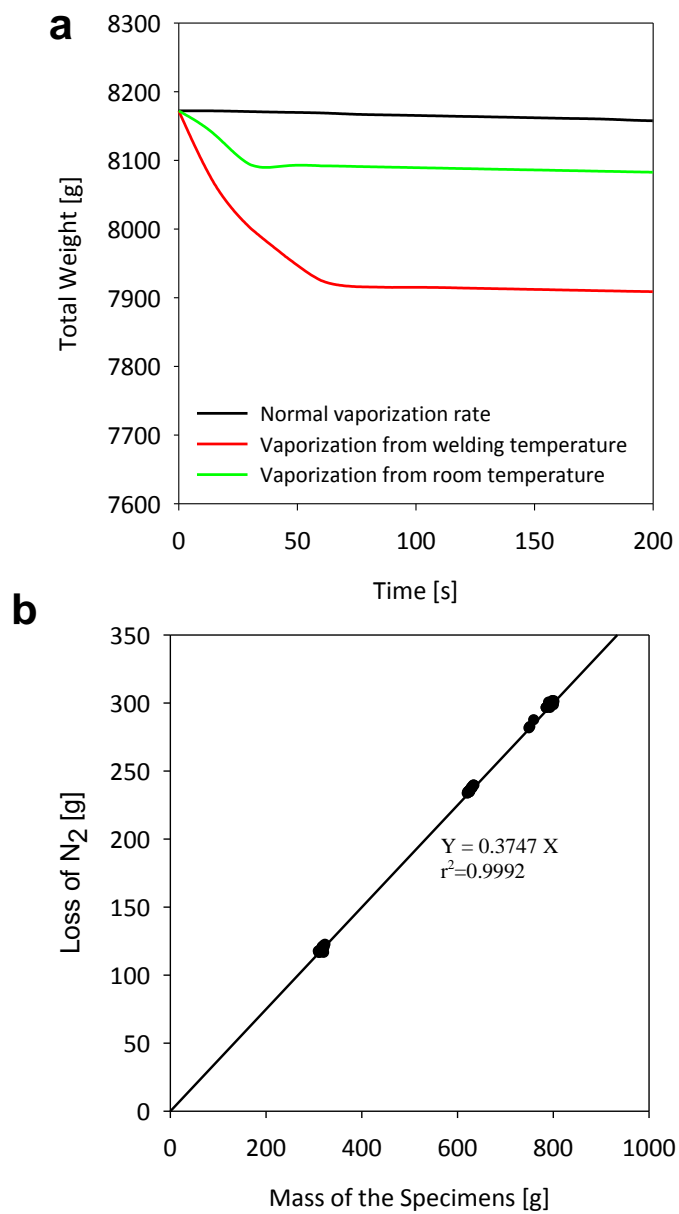 a
8300
8200
8100
8000
7900
7800
7700
7600
Total Weight [g]
Normal vaporization rate
Vaporization from welding temperature
Vaporization from room temperature
0 50 100 150 200
Time [s]
b
350
300
250
200
150
100
50
0
Loss of N2 [g]
Y = 0.3747 X
r²=0.9992
0 200 400 600 800 1000
Mass of the Specimens [g]